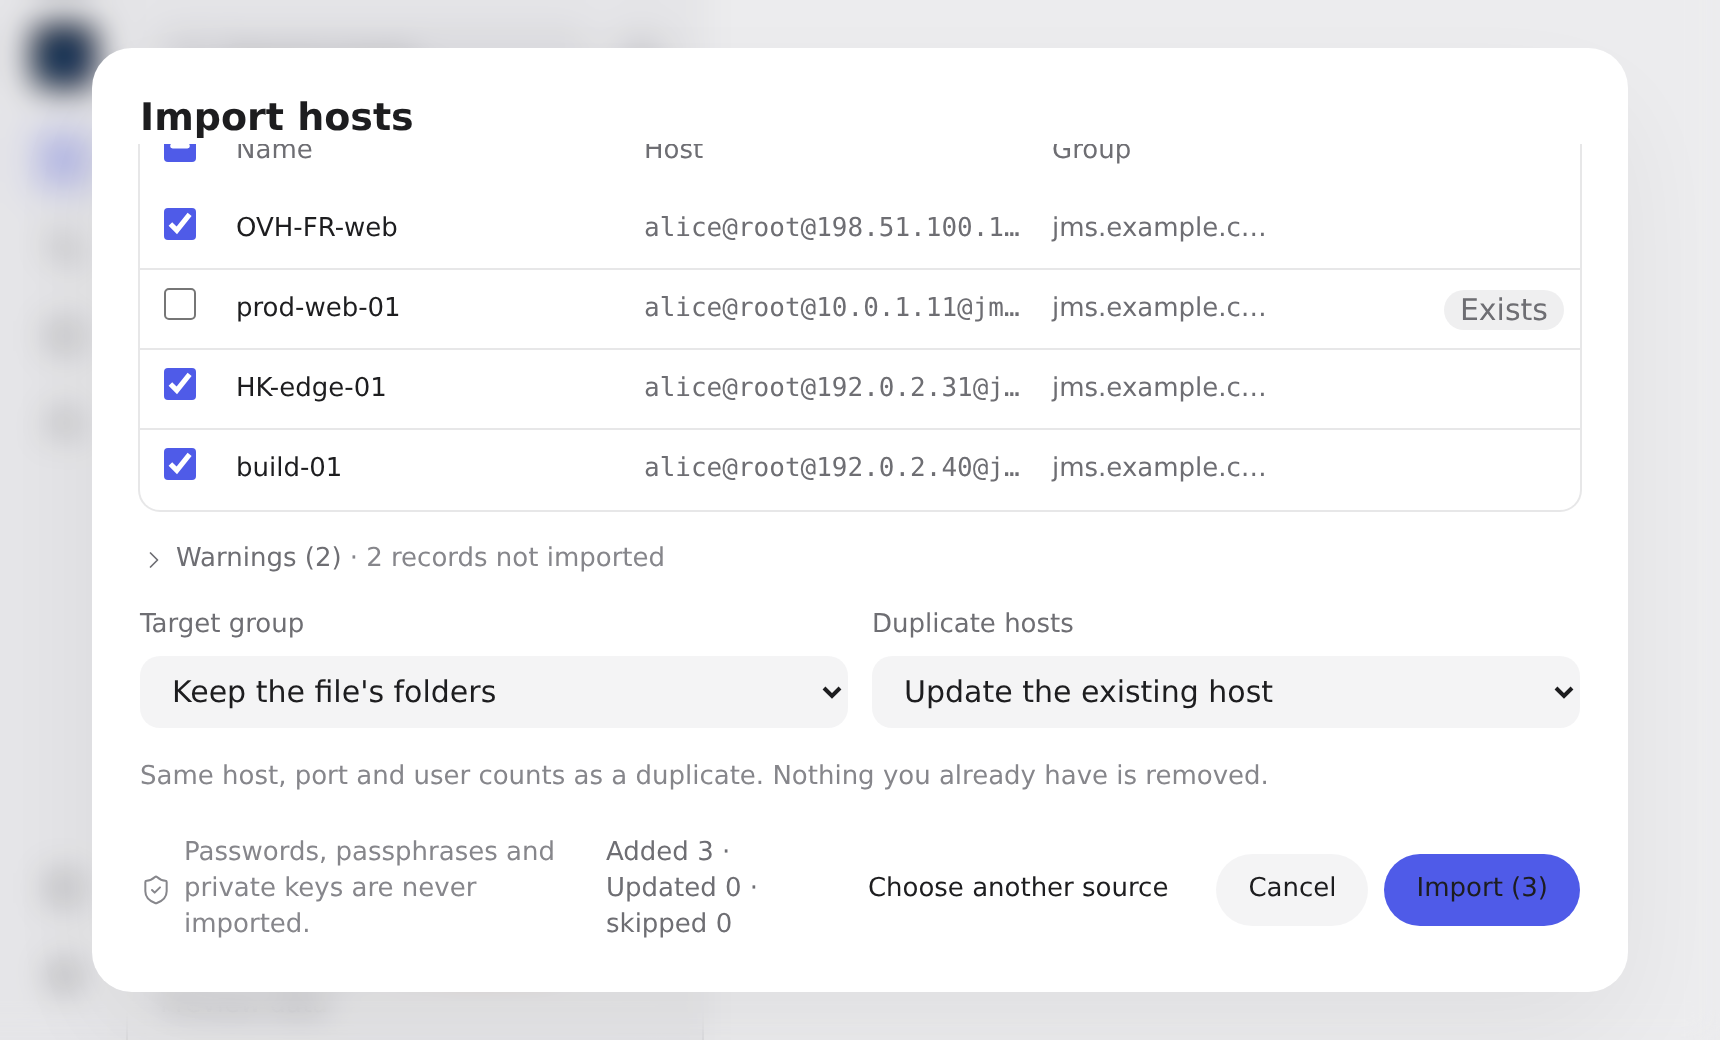 Import hosts
Name Host Group
OVH-FR-web alice@root@198.51.100.1… jms.example.c…
prod-web-01 alice@root@10.0.1.11@jm… jms.example.c… Exists
HK-edge-01 alice@root@192.0.2.31@j… jms.example.c…
build-01 alice@root@192.0.2.40@j… jms.example.c…
Warnings (2) · 2 records not imported
Target group Duplicate hosts
Keep the file's folders Update the existing host
Same host, port and user counts as a duplicate. Nothing you already have is removed.
Passwords, passphrases and
private keys are never
imported.
Added 3 ·
Updated 0 ·
skipped 0
Choose another source Cancel Import (3)